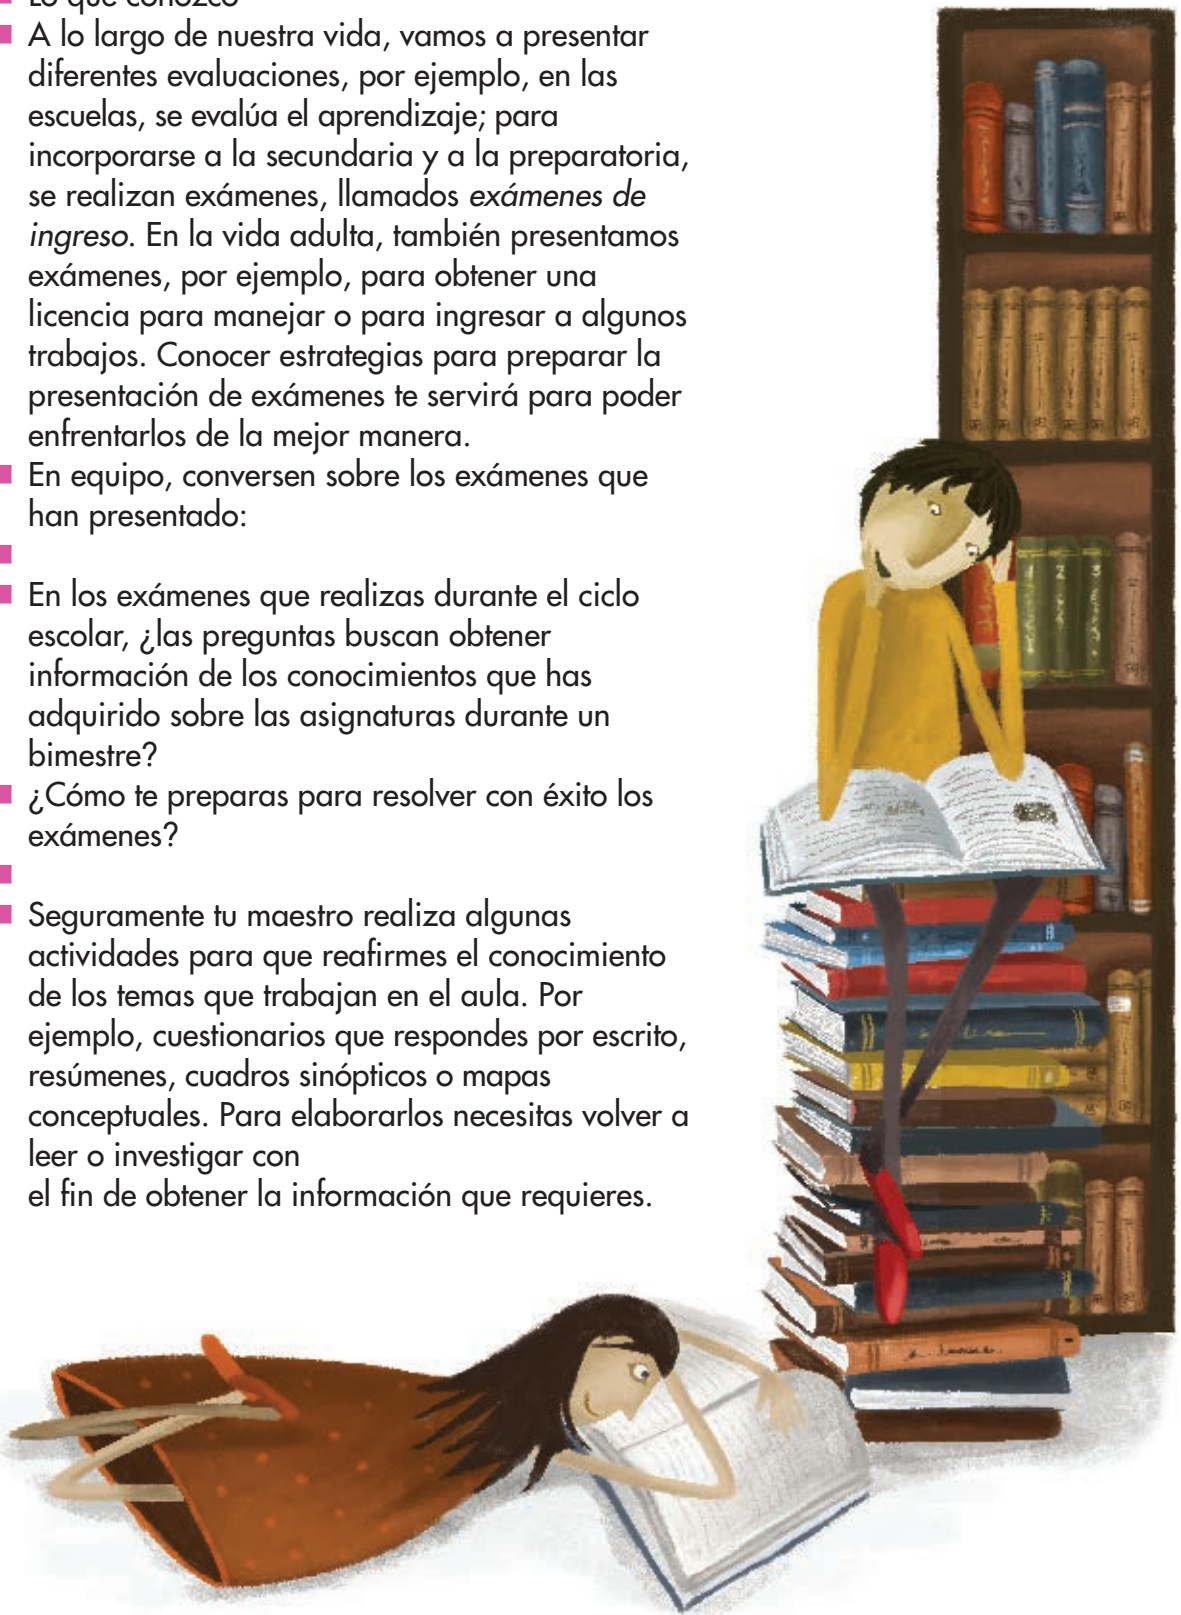 Lo que conozco
A lo largo de nuestra vida, vamos a presentar
diferentes evaluaciones, por ejemplo, en las
escuelas, se evalúa el aprendizaje; para
incorporarse a la secundaria y a la preparatoria,
se realizan exámenes, llamados exámenes de
ingreso. En la vida adulta, también presentamos
exámenes, por ejemplo, para obtener una
licencia para manejar o para ingresar a algunos
trabajos. Conocer estrategias para preparar la
presentación de exámenes te servirá para poder
enfrentarlos de la mejor manera.
En equipo, conversen sobre los exámenes que
han presentado:
En los exámenes que realizas durante el ciclo
escolar, ¿las preguntas buscan obtener
información de los conocimientos que has
adquirido sobre las asignaturas durante un
bimestre?
¿Cómo te preparas para resolver con éxito los
exámenes?
Seguramente tu maestro realiza algunas
actividades para que reafirmes el conocimiento
de los temas que trabajan en el aula. Por
ejemplo, cuestionarios que respondes por escrito,
resúmenes, cuadros sinópticos o mapas
conceptuales. Para elaborarlos necesitas volver a
leer o investigar con
el fin de obtener la información que requieres.